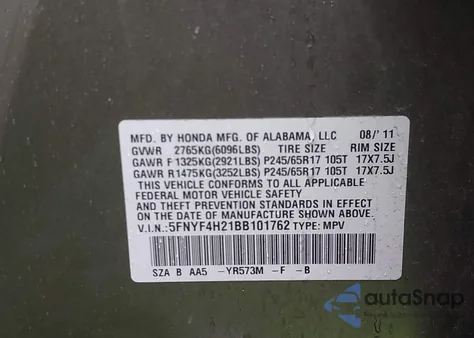 MFD. BY HONDA MFG. OF ALABAMA, LLC 08/'11
GVWR 2765KG(6096LBS) TIRE SIZE RIM SIZE
GAWR F 1325KG(2921LBS) P245/65R17 105T 17X7.5J
GAWR R1475KG(3252LBS) P245/65R17 105T 17X7.5J
THIS VEHICLE CONFORMS TO ALL APPLICABLE
FEDERAL MOTOR VEHICLE SAFETY
AND THEFT PREVENTION STANDARDS IN EFFECT
ON THE DATE OF MANUFACTURE SHOWN ABOVE.
V.I.N.: 5FNYF4H21BB101762 TYPE: MPV
SZA B AA5 -YR573M -F -B
autoSnap